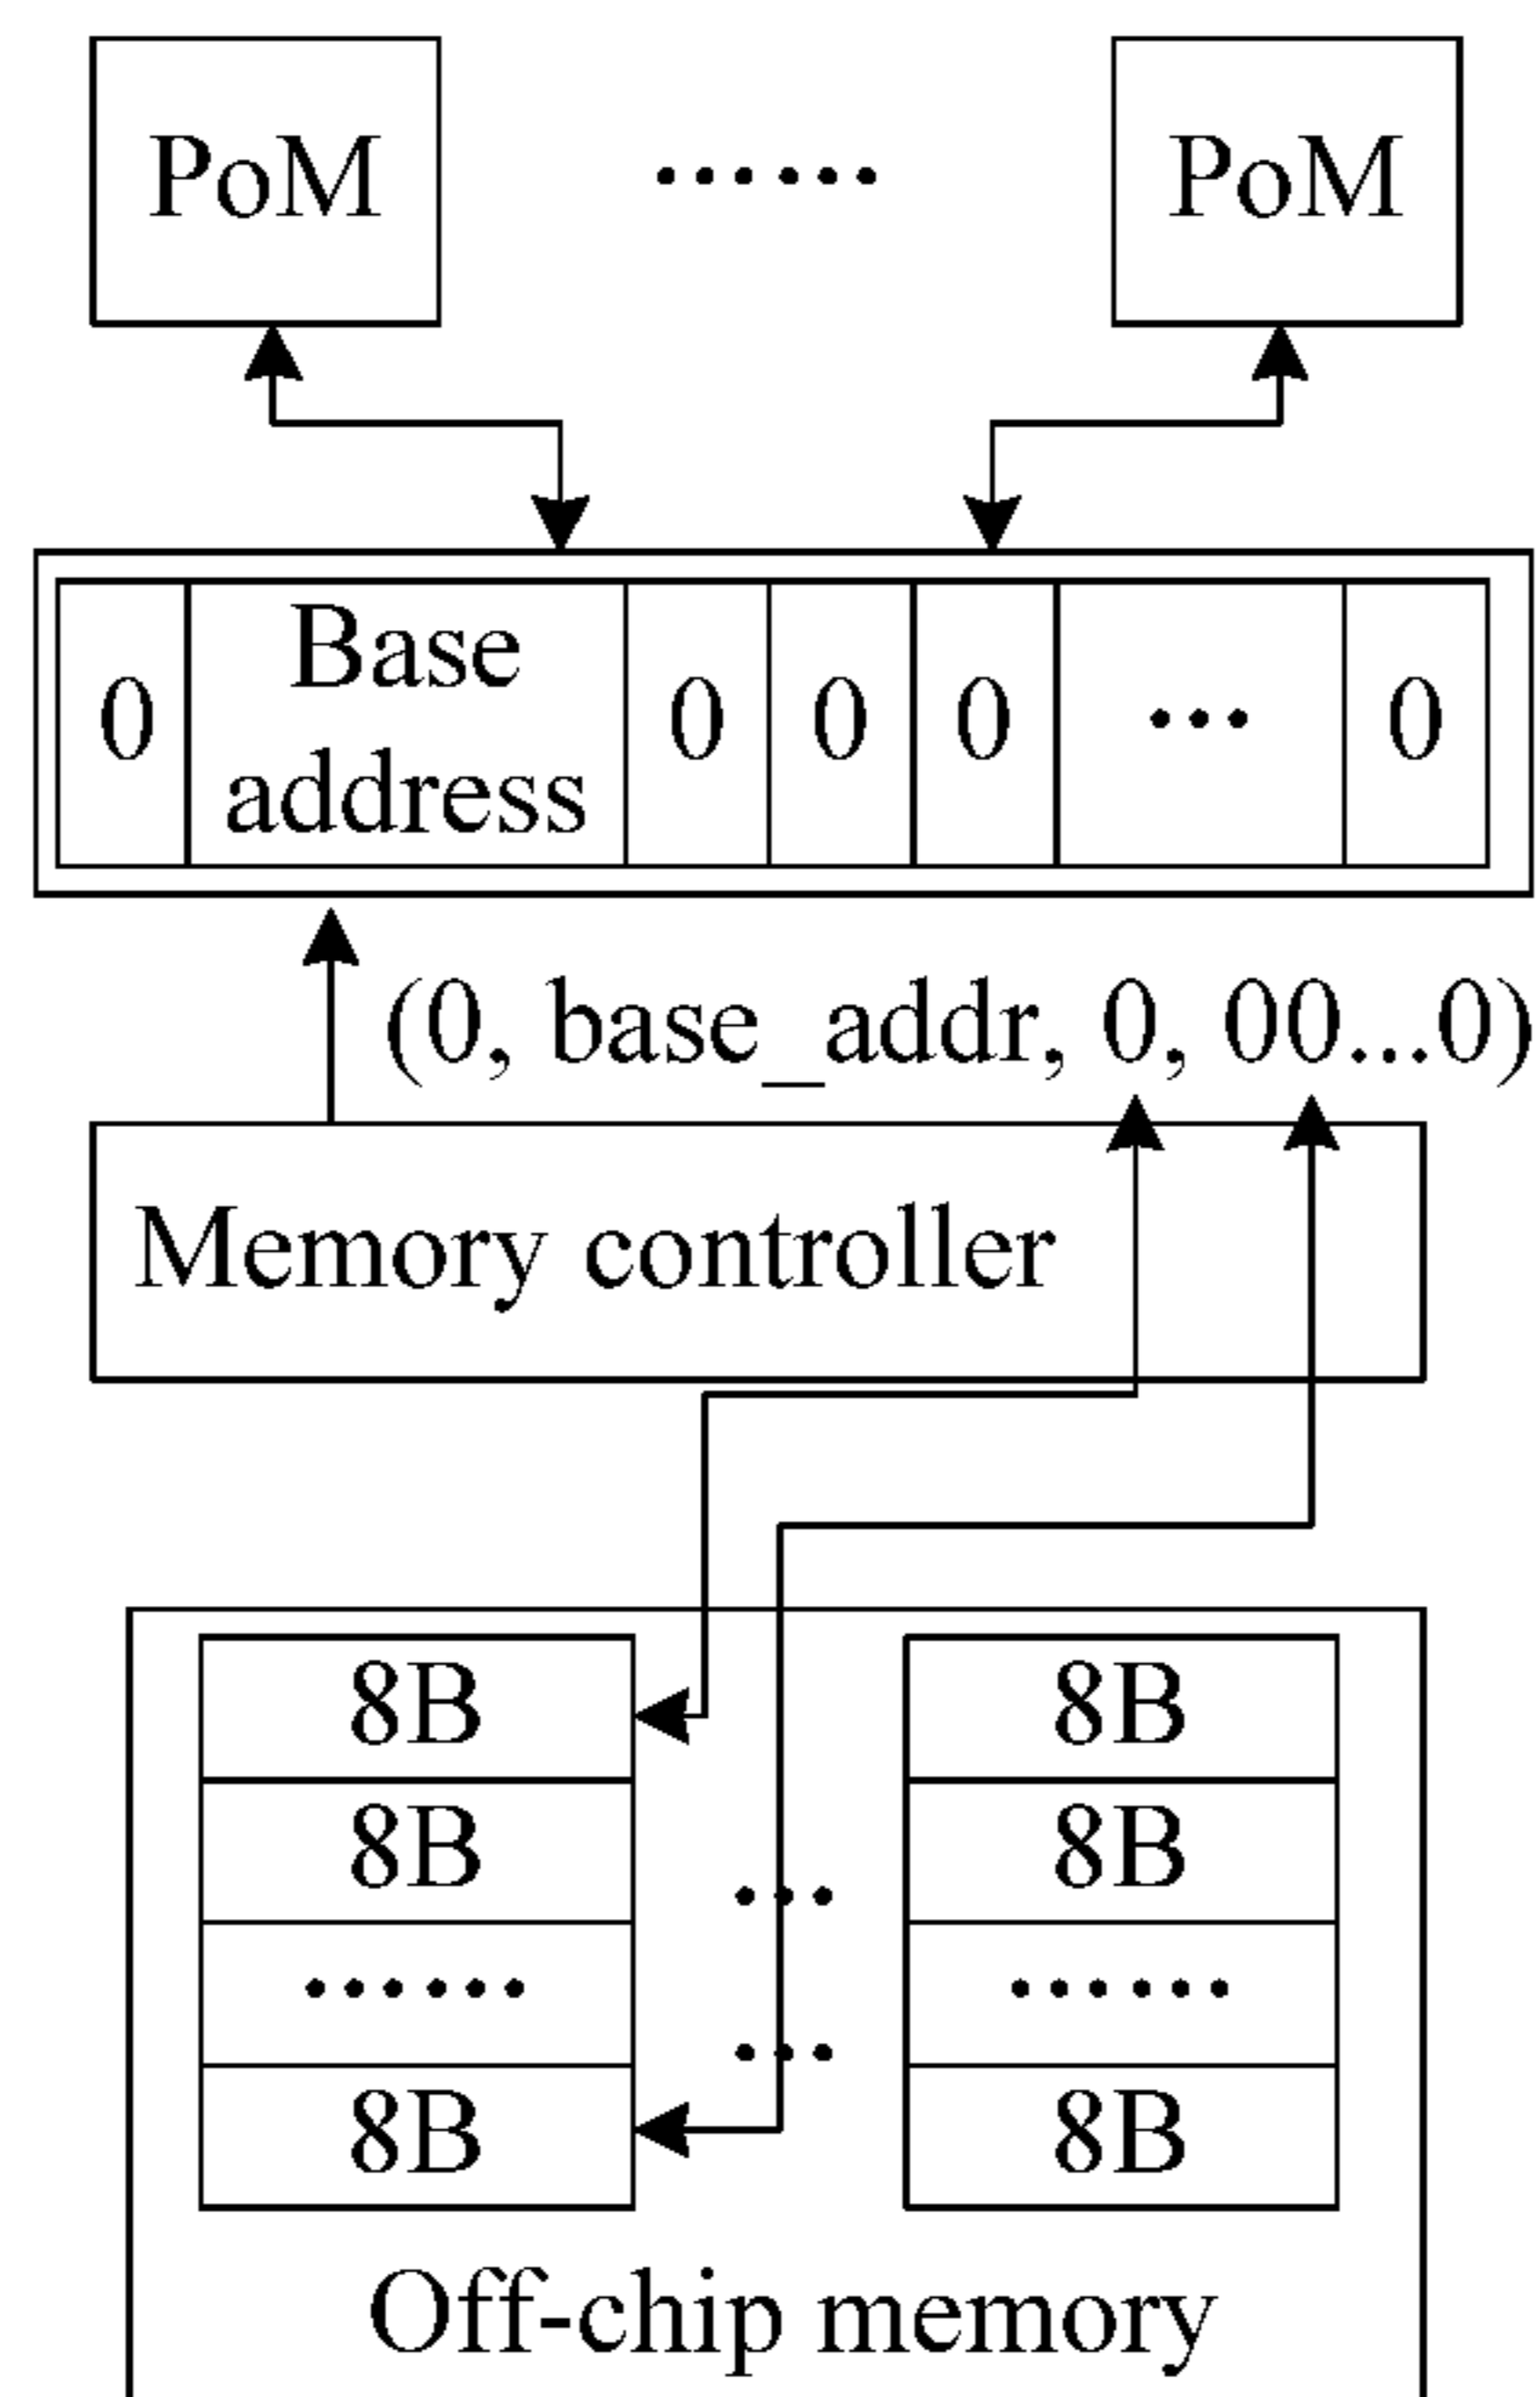 PoM ...... PoM
0 Base address 0 0 0 ... 0
(0, base_addr, 0, 00...0)
Memory controller
8B 8B
8B 8B
...
...... ......
...
8B 8B
Off-chip memory